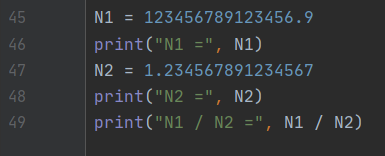 45 N1 = 123456789123456.9
46 print("N1 =", N1)
47 N2 = 1.234567891234567
48 print("N2 =", N2)
49 print("N1 / N2 =", N1 / N2)